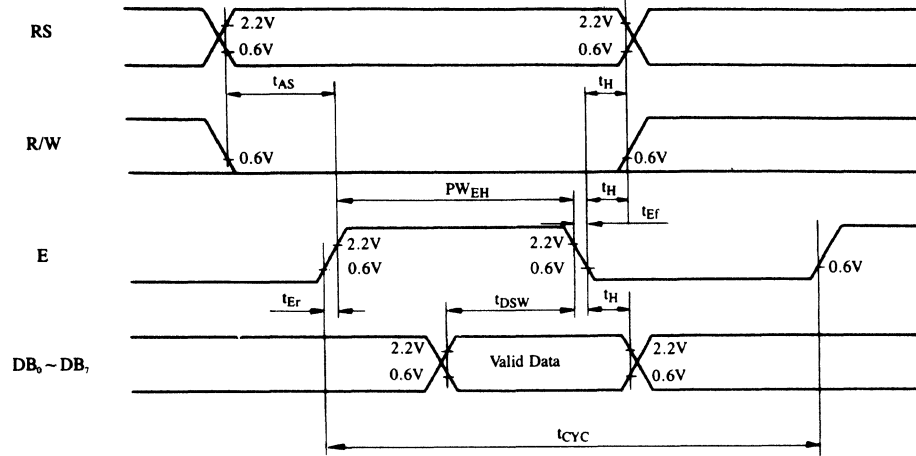 RS
2.2V
0.6V
2.2V
0.6V
tAS
tH
R/W
0.6V
0.6V
PWEH
tH
tEf
E
2.2V
0.6V
2.2V
0.6V
0.6V
tEr
tDSW
tH
DB₀ ~ DB₇
2.2V
0.6V
Valid Data
2.2V
0.6V
tCYC